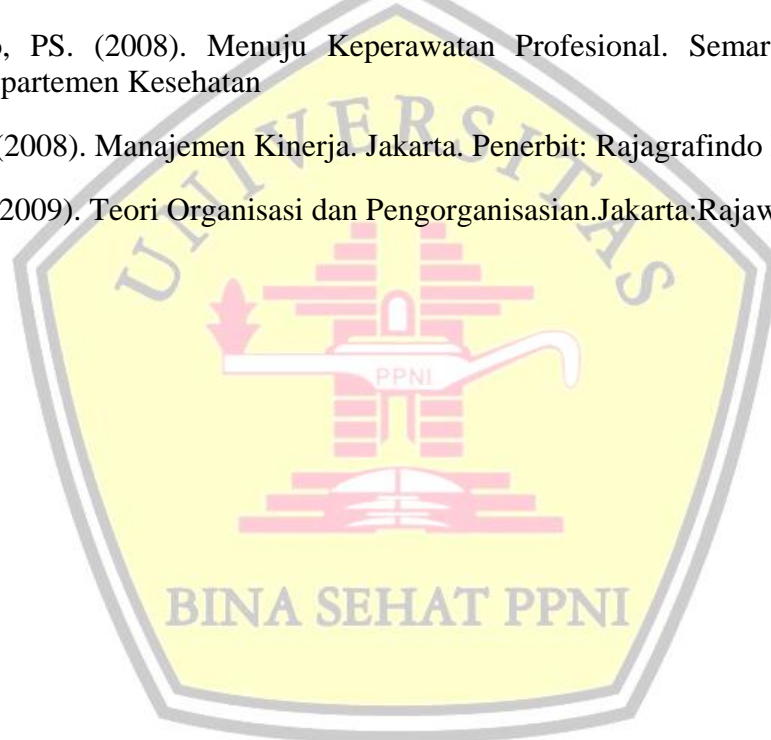 PS. (2008). Menuju Keperawatan Profesional.
partemen Kesehatan
(2008). Manajemen Kinerja. Jakarta. Penerbit: Rajagrafindo
2009). Teori Organisasi dan Pengorganisasian.Jakarta:Rajaw
UNIVERSITAS
PPNI
BINA SEHAT PPNI